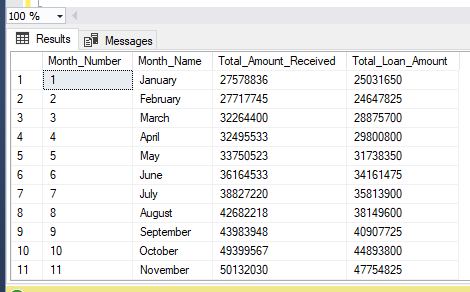 100 %
Results Messages
Month_Number Month_Name Total_Amount_Received Total_Loan_Amount
1 1 January 27578836 25031650
2 2 February 27717745 24647825
3 3 March 32264400 28875700
4 4 April 32495533 29800800
5 5 May 33750523 31738350
6 6 June 36164533 34161475
7 7 July 38827220 35813900
8 8 August 42682218 38149600
9 9 September 43983948 40907725
10 10 October 49399567 44893800
11 11 November 50132030 47754825